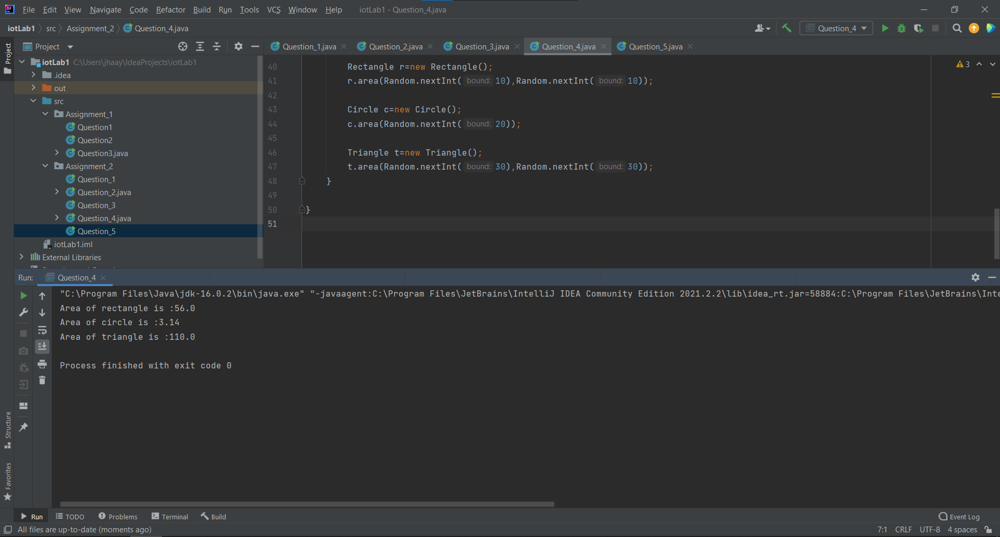 File Edit View Navigate Code Refactor Build Run Tools VCS Window Help iotLab1 - Question_4.java
iotLab1 src Assignment_2 Question_4.java Question_4
Project
Project
Question_1.java Question_2.java Question_3.java Question_4.java Question_5.java
iotLab1 C:\Users\jhaay\IdeaProjects\iotLab1
.idea
out
src
Assignment_1
Question1
Question2
Question3.java
Assignment_2
Question_1
Question_2.java
Question_3
Question_4.java
Question_5
iotLab1.iml
External Libraries
3
40 Rectangle r=new Rectangle();
41 r.area(Random.nextInt( bound: 10),Random.nextInt( bound: 10));
42
43 Circle c=new Circle();
44 c.area(Random.nextInt( bound: 20));
45
46 Triangle t=new Triangle();
47 t.area(Random.nextInt( bound: 30),Random.nextInt( bound: 30));
48 }
49
50 }
51
Run: Question_4
"C:\Program Files\Java\jdk-16.0.2\bin\java.exe" "-javaagent:C:\Program Files\JetBrains\IntelliJ IDEA Community Edition 2021.2.2\lib\idea_rt.jar=58884:C:\Program Files\JetBrains\Inte
Area of rectangle is :56.0
Area of circle is :3.14
Area of triangle is :110.0
Process finished with exit code 0
Structure
Favorites
Run TODO Problems Terminal Build Event Log
All files are up-to-date (moments ago) 7:1 CRLF UTF-8 4 spaces